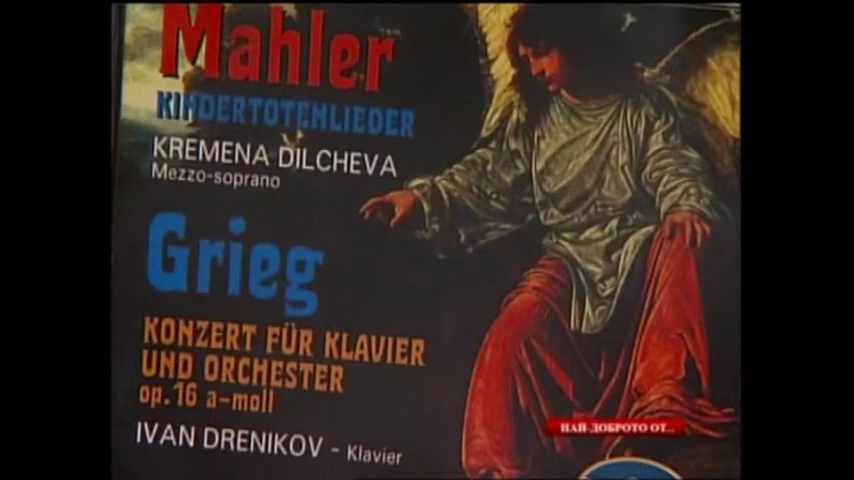 Mahler
KINDERTOTENLIEDER
KREMENA DILCHEVA
Mezzo-soprano
Grieg
KONZERT FÜR KLAVIER
UND ORCHESTER
op.16 a-moll
IVAN DRENIKOV - Klavier
НАЙ-ДОБРОТО ОТ...